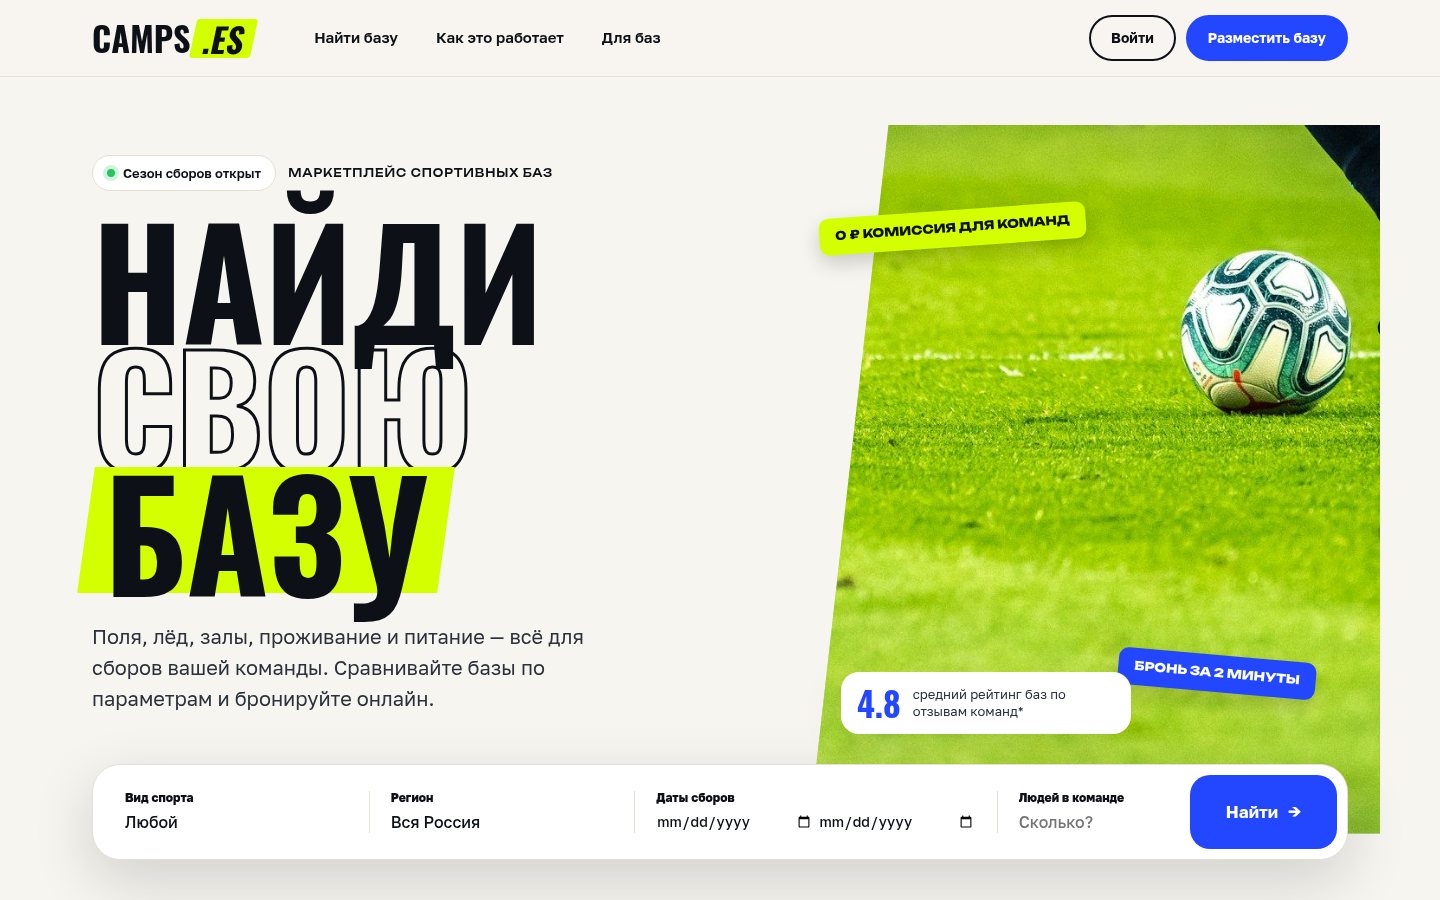 CAMPS .ES
Найти базу
Как это работает
Для баз
Войти
Разместить базу
Сезон сборов открыт
МАРКЕТПЛЕЙС СПОРТИВНЫХ БАЗ
НАЙДИ
СВОЮ
БАЗУ
Поля, лёд, залы, проживание и питание — всё для
сборов вашей команды. Сравнивайте базы по
параметрам и бронируйте онлайн.
0 ₽ КОМИССИЯ ДЛЯ КОМАНД
БРОНЬ ЗА 2 МИНУТЫ
4.8
средний рейтинг баз по
отзывам команд*
Вид спорта
Любой
Регион
Вся Россия
Даты сборов
mm/dd/yyyy
mm/dd/yyyy
Людей в команде
Сколько?
Найти →